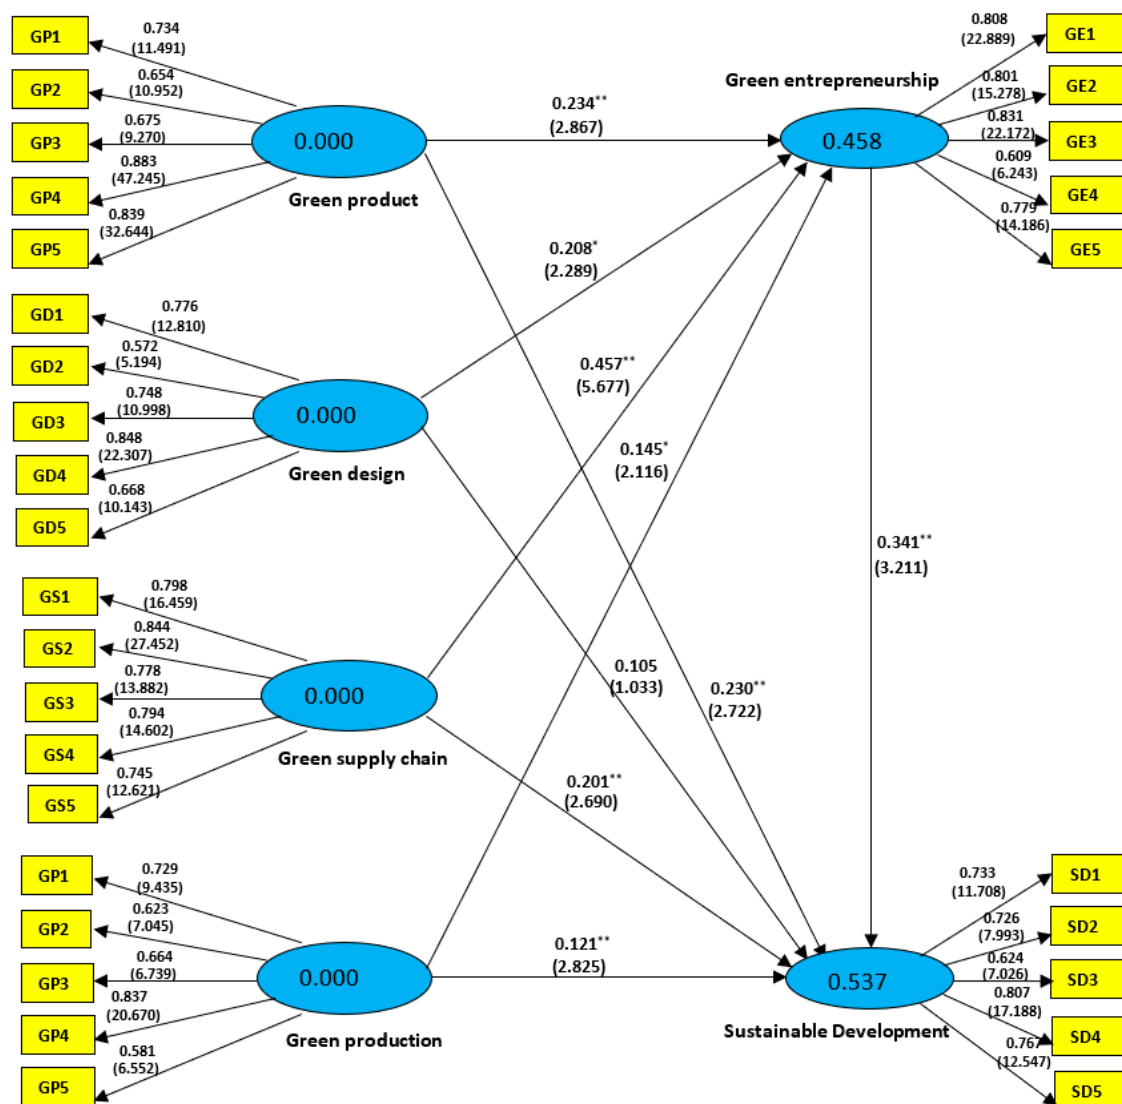 GP1
0.734
(11.491)
GP2
0.654
(10.952)
GP3
0.675
(9.270)
GP4
0.883
(47.245)
GP5
0.839
(32.644)
0.000
Green product
GD1
0.776
(12.810)
GD2
0.572
(5.194)
GD3
0.748
(10.998)
GD4
0.848
(22.307)
GD5
0.668
(10.143)
0.000
Green design
GS1
0.798
(16.459)
GS2
0.844
(27.452)
GS3
0.778
(13.882)
GS4
0.794
(14.602)
GS5
0.745
(12.621)
0.000
Green supply chain
GP1
0.729
(9.435)
GP2
0.623
(7.045)
GP3
0.664
(6.739)
GP4
0.837
(20.670)
GP5
0.581
(6.552)
0.000
Green production
0.234**
(2.867)
0.208*
(2.289)
0.457**
(5.677)
0.145*
(2.116)
0.341**
(3.211)
0.105
(1.033)
0.230**
(2.722)
0.201**
(2.690)
0.121**
(2.825)
Green entrepreneurship
0.458
0.808
(22.889)
GE1
0.801
(15.278)
GE2
0.831
(22.172)
GE3
0.609
(6.243)
GE4
0.779
(14.186)
GE5
0.537
Sustainable Development
0.733
(11.708)
SD1
0.726
(7.993)
SD2
0.624
(7.026)
SD3
0.807
(17.188)
SD4
0.767
(12.547)
SD5